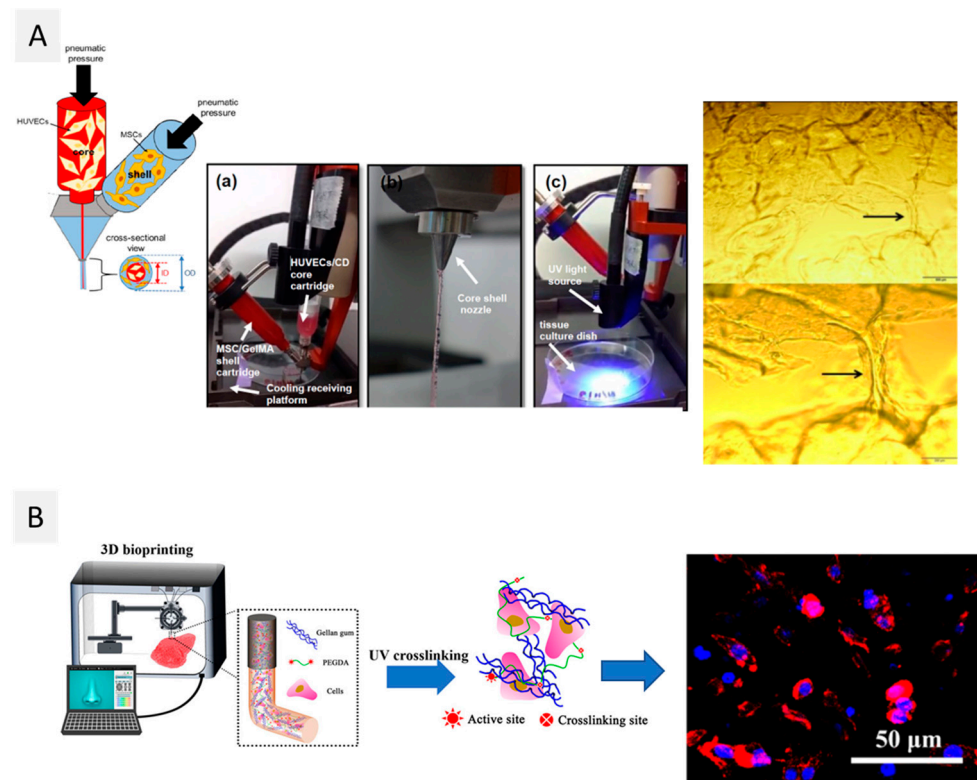 A
pneumatic
pressure
pneumatic
pressure
HUVECs
MSCs
core
shell
cross-sectional
view
ID
OD
(a)
HUVECs/CD
core
cartridge
MSC/GelMA
shell
cartridge
Cooling receiving
platform
(b)
Core shell
nozzle
(c)
UV light
source
tissue
culture dish
B
3D bioprinting
Gellan gum
PEGDA
Cells
UV crosslinking
Active site
Crosslinking site
50 μm